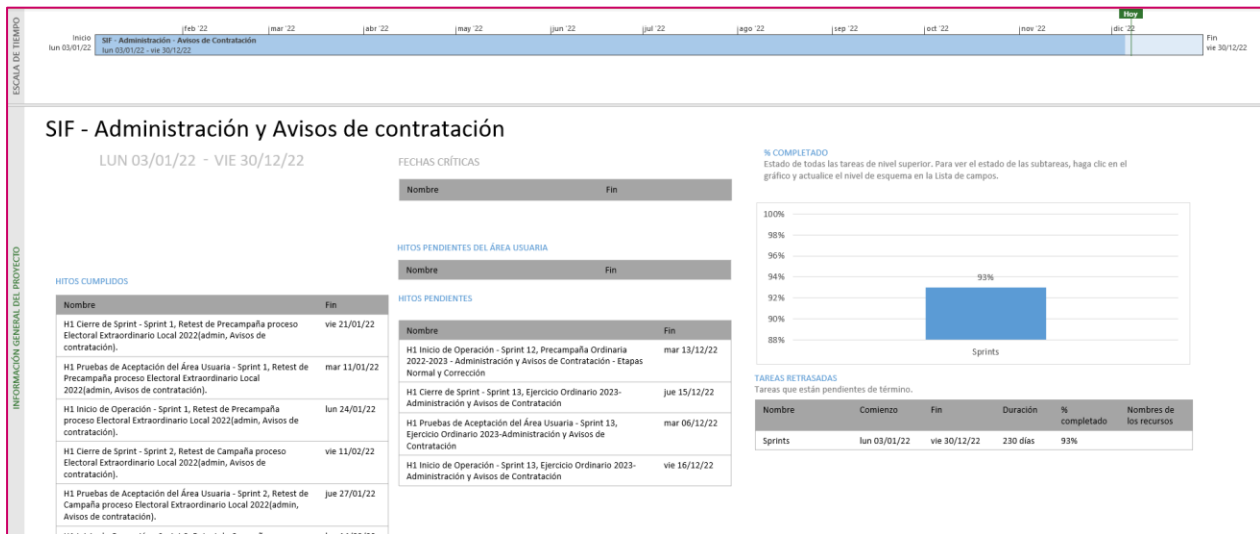 ESCALA DE TIEMPO
Hoy
feb '22
mar '22
abr '22
may '22
jun '22
jul '22
ago '22
sep '22
oct '22
nov '22
dic '22
Inicio
lun 03/01/22
SIF - Administración - Avisos de Contratación
lun 03/01/22 - vie 30/12/22
Fin
vie 30/12/22
INFORMACIÓN GENERAL DEL PROYECTO
SIF - Administración y Avisos de contratación
LUN 03/01/22 - VIE 30/12/22
HITOS CUMPLIDOS
Nombre Fin
H1 Cierre de Sprint - Sprint 1, Retest de Precampaña proceso vie 21/01/22
Electoral Extraordinario Local 2022(admin, Avisos de
contratación).
H1 Pruebas de Aceptación del Área Usuaria - Sprint 1, Retest de mar 11/01/22
Precampaña proceso Electoral Extraordinario Local
2022(admin, Avisos de contratación).
H1 Inicio de Operación - Sprint 1, Retest de Precampaña lun 24/01/22
proceso Electoral Extraordinario Local 2022(admin, Avisos de
contratación).
H1 Cierre de Sprint - Sprint 2, Retest de Campaña proceso vie 11/02/22
Electoral Extraordinario Local 2022(admin, Avisos de
contratación).
H1 Pruebas de Aceptación del Área Usuaria - Sprint 2, Retest de jue 27/01/22
Campaña proceso Electoral Extraordinario Local 2022(admin,
Avisos de contratación).
FECHAS CRÍTICAS
Nombre Fin
HITOS PENDIENTES DEL ÁREA USUARIA
Nombre Fin
HITOS PENDIENTES
Nombre Fin
H1 Inicio de Operación - Sprint 12, Precampaña Ordinaria mar 13/12/22
2022-2023 - Administración y Avisos de Contratación - Etapas
Normal y Corrección
H1 Cierre de Sprint - Sprint 13, Ejercicio Ordinario 2023- jue 15/12/22
Administración y Avisos de Contratación
H1 Pruebas de Aceptación del Área Usuaria - Sprint 13, mar 06/12/22
Ejercicio Ordinario 2023-Administración y Avisos de
Contratación
H1 Inicio de Operación - Sprint 13, Ejercicio Ordinario 2023- vie 16/12/22
Administración y Avisos de Contratación
% COMPLETADO
Estado de todas las tareas de nivel superior. Para ver el estado de las subtareas, haga clic en el
gráfico y actualice el nivel de esquema en la Lista de campos.
100%
98%
96%
94%
92%
90%
88%
93%
Sprints
TAREAS RETRASADAS
Tareas que están pendientes de término.
Nombre Comienzo Fin Duración % completado Nombres de los recursos
Sprints lun 03/01/22 vie 30/12/22 230 días 93%